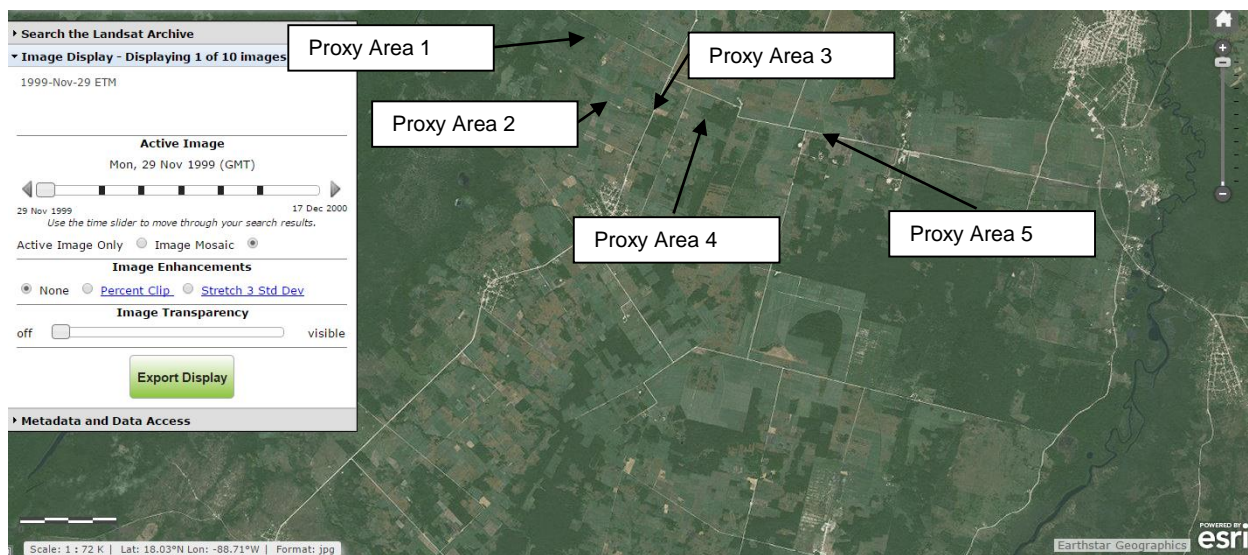 Search the Landsat Archive
Image Display - Displaying 1 of 10 images
1999-Nov-29 ETM
Active Image
Mon, 29 Nov 1999 (GMT)
29 Nov 1999
17 Dec 2000
Use the time slider to move through your search results.
Active Image Only Image Mosaic
Image Enhancements
None Percent Clip Stretch 3 Std Dev
Image Transparency
off visible
Export Display
Metadata and Data Access
Proxy Area 1
Proxy Area 3
Proxy Area 2
Proxy Area 4
Proxy Area 5
Scale: 1 : 72 K | Lat: 18.03°N Lon: -88.71°W | Format: jpg
Earthstar Geographics
POWERED BY
esri